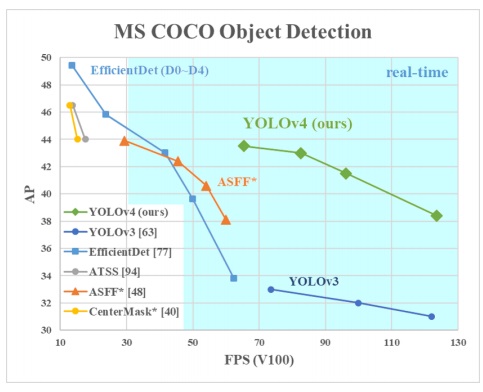 MS COCO Object Detection
50
48
46
44
42
40
38
36
34
32
30
AP
EfficientDet (D0~D4)
real-time
YOLOv4 (ours)
ASFF*
YOLOv3
YOLOv4 (ours)
YOLOv3 [63]
EfficientDet [77]
ATSS [94]
ASFF* [48]
CenterMask* [40]
10 30 50 70 90 110 130
FPS (V100)